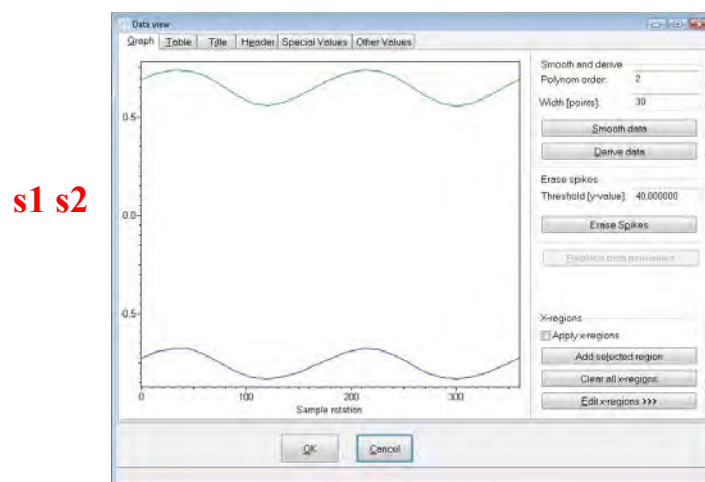 Data view
Graph Table Title Header Special Values Other Values
Smooth and derive
Polynom order: 2
Width [points]: 30
Smooth data
Derive data
Erase spikes
Threshold [y-value] 40.000000
Erase Spikes
X-regions
Apply x-regions
Add selected region
Clear all x-regions
Edit x-regions >>>
s1 s2
0.5
0.0
0.5
0 100 200 300
Sample rotation
OK Cancel